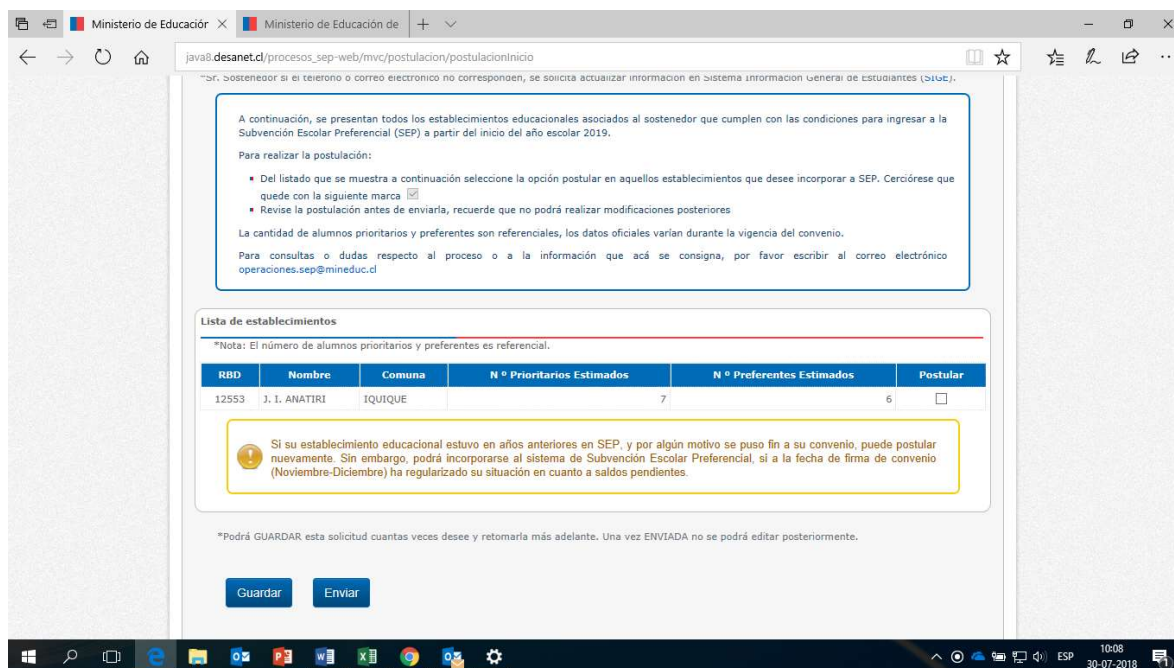 Ministerio de Educación
Ministerio de Educación de
java8.desanet.cl/procesos_sep-web/mvc/postulacion/postulacionInicio
*Sr. Sostenedor si el teléfono o correo electrónico no corresponden, se solicita actualizar información en Sistema Información General de Estudiantes (SIGE).
A continuación, se presentan todos los establecimientos educacionales asociados al sostenedor que cumplen con las condiciones para ingresar a la
Subvención Escolar Preferencial (SEP) a partir del inicio del año escolar 2019.
Para realizar la postulación:
Del listado que se muestra a continuación seleccione la opción postular en aquellos establecimientos que desee incorporar a SEP. Cerciórese que
quede con la siguiente marca
Revise la postulación antes de enviarla, recuerde que no podrá realizar modificaciones posteriores
La cantidad de alumnos prioritarios y preferentes son referenciales, los datos oficiales varían durante la vigencia del convenio.
Para consultas o dudas respecto al proceso o a la información que acá se consigna, por favor escribir al correo electrónico
operaciones.sep@mineduc.cl
Lista de establecimientos
*Nota: El número de alumnos prioritarios y preferentes es referencial.
RBD Nombre Comuna N º Prioritarios Estimados N º Preferentes Estimados Postular
12553 J. I. ANATIRI IQUIQUE 7 6
Si su establecimiento educacional estuvo en años anteriores en SEP, y por algún motivo se puso fin a su convenio, puede postular
nuevamente. Sin embargo, podrá incorporarse al sistema de Subvención Escolar Preferencial, si a la fecha de firma de convenio
(Noviembre-Diciembre) ha regularizado su situación en cuanto a saldos pendientes.
*Podrá GUARDAR esta solicitud cuantas veces desee y retomarla más adelante. Una vez ENVIADA no se podrá editar posteriormente.
Guardar Enviar
ESP
10:08
30-07-2018